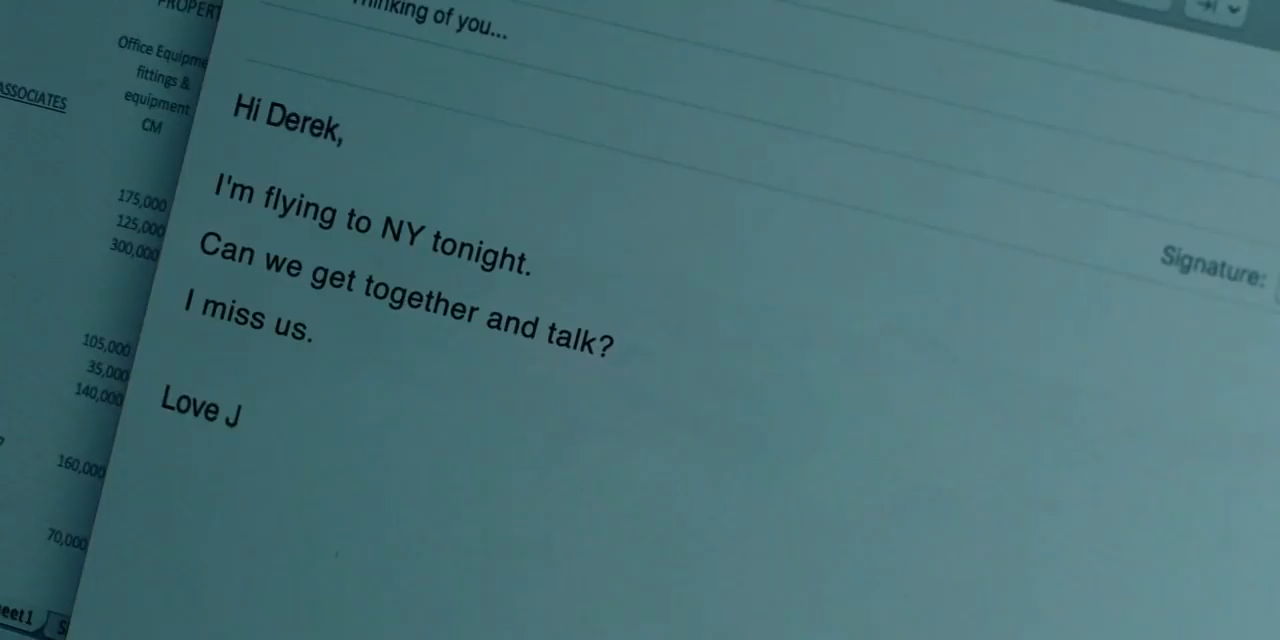 PROPERT
Office Equipme
fittings &
equipment
CM
ASSOCIATES
175,000
125,000
300,000
105,000
35,000
140,000
160,000
70,000
eet1
Thinking of you...
Signature:
Hi Derek,
I'm flying to NY tonight.
Can we get together and talk?
I miss us.
Love J